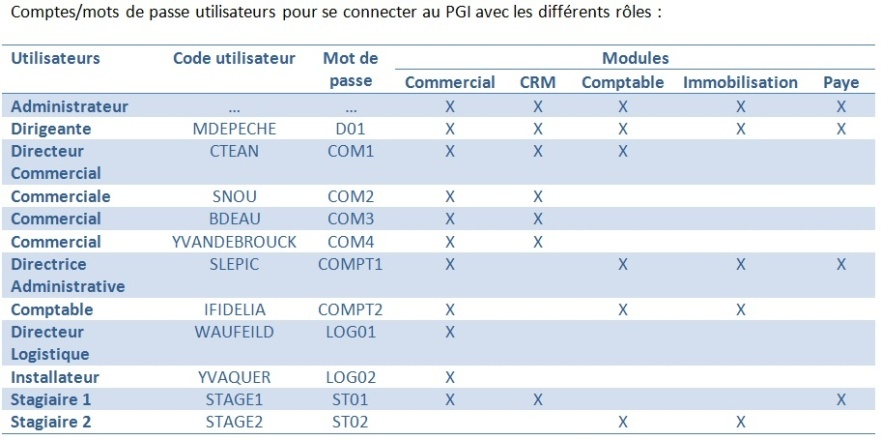 Comptes/mots de passe utilisateurs pour se connecter au PGI avec les différents rôles :
Utilisateurs Code utilisateur Mot de passe Modules
Commercial CRM Comptable Immobilisation Paye
Administrateur ... ... X X X X X
Dirigeante MDEPECHE D01 X X X X X
Directeur Commercial CTEAN COM1 X X X
Commerciale SNOU COM2 X X
Commercial BDEAU COM3 X X
Commercial YVANDEBROUCK COM4 X X
Directrice Administrative SLEPIC COMPT1 X X X X
Comptable IFIDELIA COMPT2 X X X
Directeur Logistique WAUFEILD LOG01 X
Installateur YVAQUER LOG02 X
Stagiaire 1 STAGE1 ST01 X X X
Stagiaire 2 STAGE2 ST02 X X